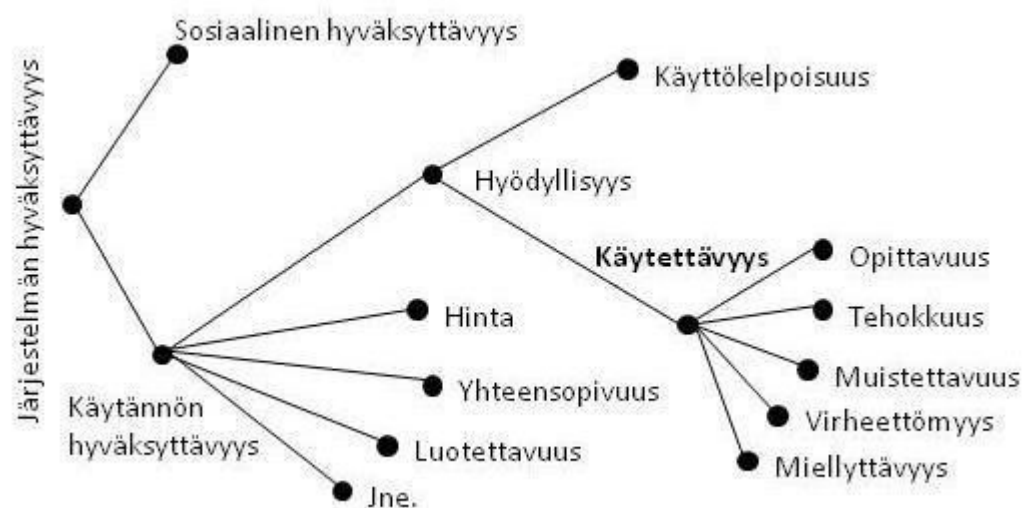 Järjestelmän hyväksyttävyys
Sosiaalinen hyväksyttävyys
Käyttökelpoisuus
Hyödyllisyys
Käytettävyys
Opittavuus
Hinta
Tehokkuus
Muistettavuus
Yhteensopivuus
Käytännön
hyväksyttävyys
Virheettömyys
Luotettavuus
Miellyttävyys
Jne.